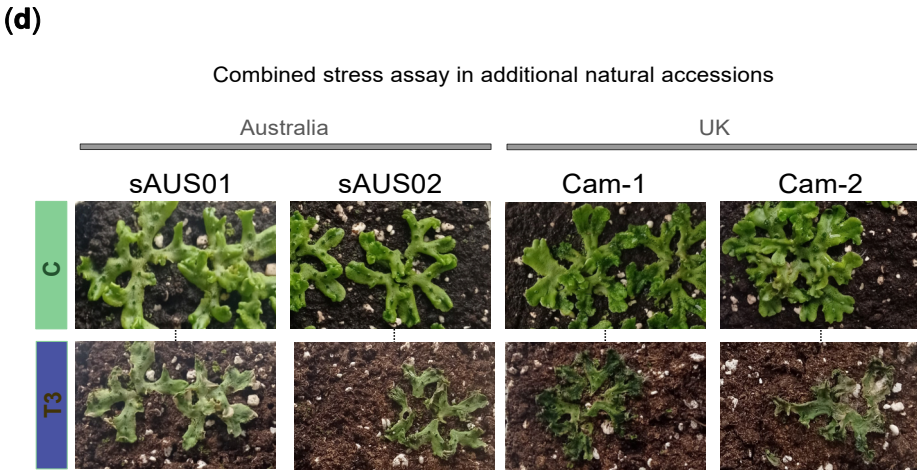 (d)
Combined stress assay in additional natural accessions
Australia UK
sAUS01 sAUS02 Cam-1 Cam-2
C
T3